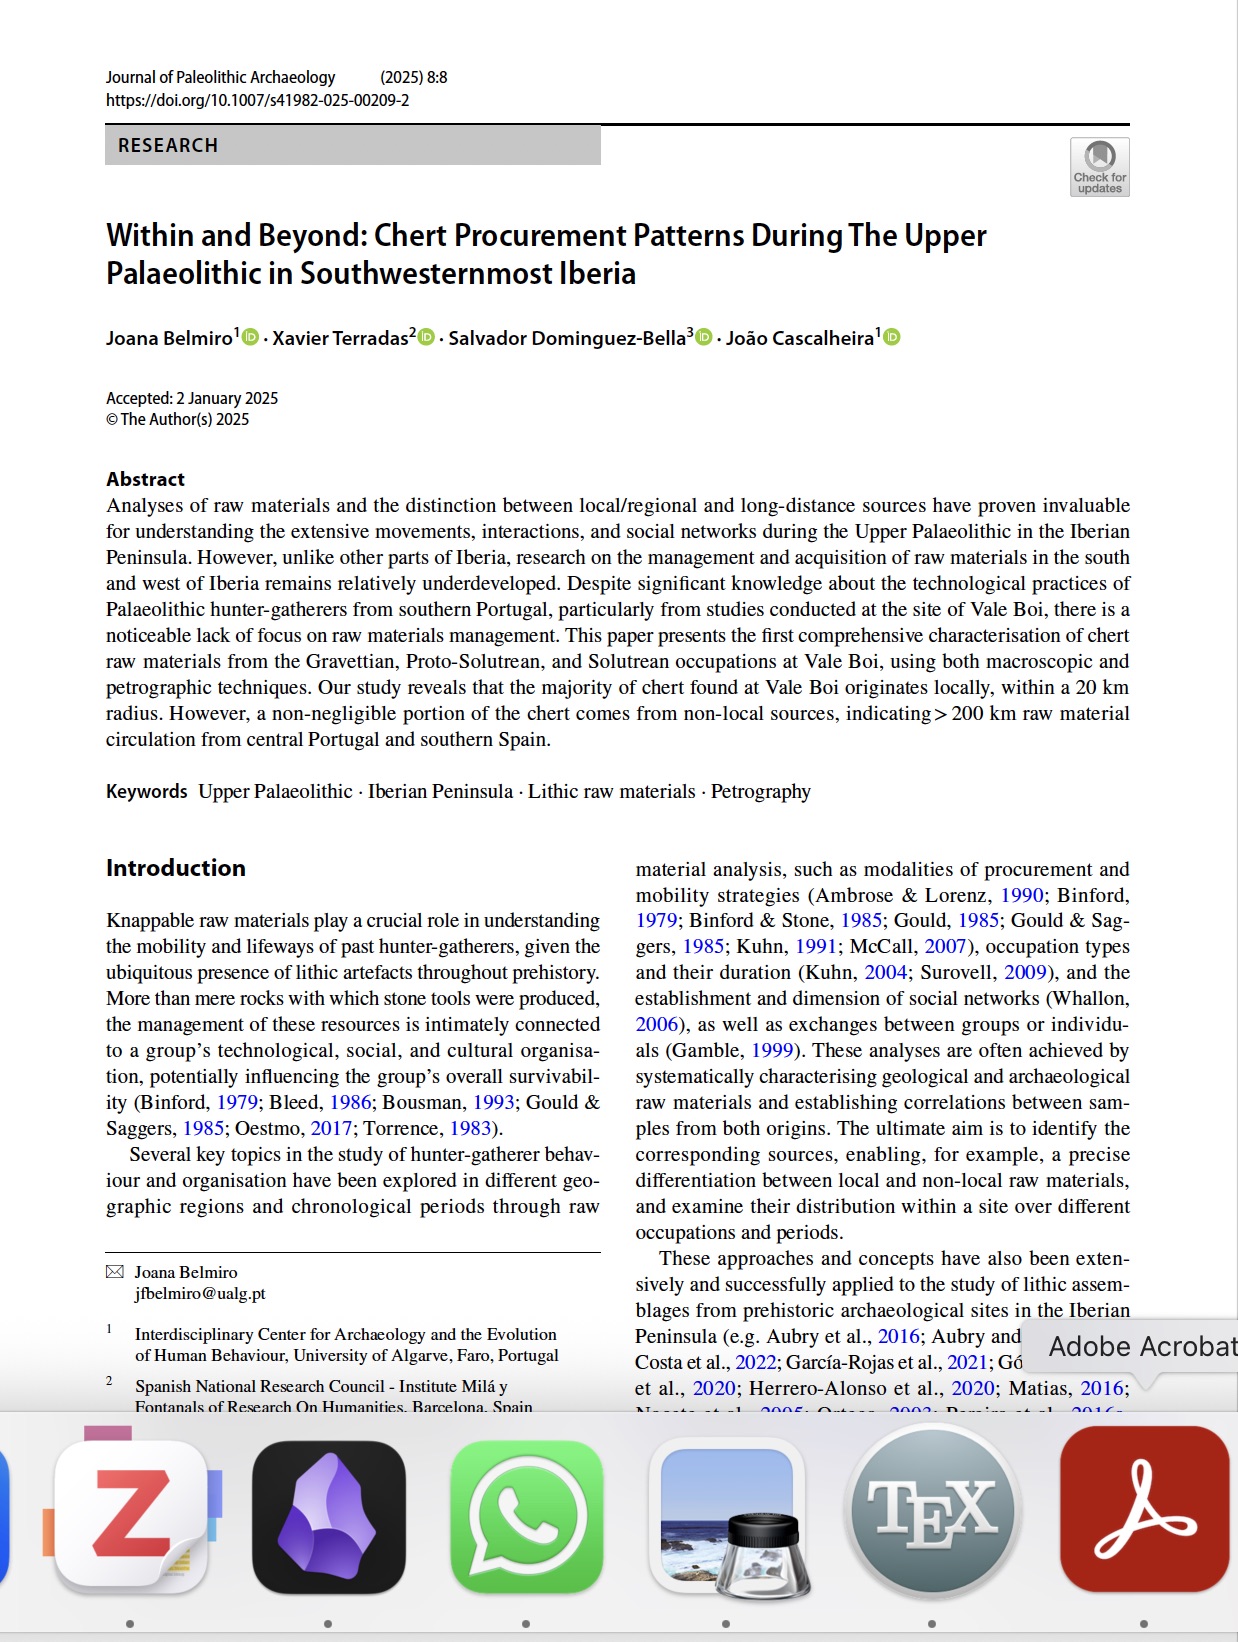 Journal of Paleolithic Archaeology (2025) 8:8
https://doi.org/10.1007/s41982-025-00209-2
RESEARCH
Check for
updates
Within and Beyond: Chert Procurement Patterns During The Upper
Palaeolithic in Southwesternmost Iberia
Joana Belmiro1 · Xavier Terradas2 · Salvador Dominguez-Bella3 · João Cascalheira1
Accepted: 2 January 2025
© The Author(s) 2025
Abstract
Analyses of raw materials and the distinction between local/regional and long-distance sources have proven invaluable
for understanding the extensive movements, interactions, and social networks during the Upper Palaeolithic in the Iberian
Peninsula. However, unlike other parts of Iberia, research on the management and acquisition of raw materials in the south
and west of Iberia remains relatively underdeveloped. Despite significant knowledge about the technological practices of
Palaeolithic hunter-gatherers from southern Portugal, particularly from studies conducted at the site of Vale Boi, there is a
noticeable lack of focus on raw materials management. This paper presents the first comprehensive characterisation of chert
raw materials from the Gravettian, Proto-Solutrean, and Solutrean occupations at Vale Boi, using both macroscopic and
petrographic techniques. Our study reveals that the majority of chert found at Vale Boi originates locally, within a 20 km
radius. However, a non-negligible portion of the chert comes from non-local sources, indicating > 200 km raw material
circulation from central Portugal and southern Spain.
Keywords Upper Palaeolithic · Iberian Peninsula · Lithic raw materials · Petrography
Introduction
Knappable raw materials play a crucial role in understanding
the mobility and lifeways of past hunter-gatherers, given the
ubiquitous presence of lithic artefacts throughout prehistory.
More than mere rocks with which stone tools were produced,
the management of these resources is intimately connected
to a group's technological, social, and cultural organisa-
tion, potentially influencing the group's overall survivabil-
ity (Binford, 1979; Bleed, 1986; Bousman, 1993; Gould &
Saggers, 1985; Oestmo, 2017; Torrence, 1983).
Several key topics in the study of hunter-gatherer behav-
iour and organisation have been explored in different geo-
graphic regions and chronological periods through raw
Joana Belmiro
jfbelmiro@ualg.pt
1 Interdisciplinary Center for Archaeology and the Evolution
of Human Behaviour, University of Algarve, Faro, Portugal
2 Spanish National Research Council - Institute Milá y
Fontanals of Research On Humanities, Barcelona, Spain
material analysis, such as modalities of procurement and
mobility strategies (Ambrose & Lorenz, 1990; Binford,
1979; Binford & Stone, 1985; Gould, 1985; Gould & Sag-
gers, 1985; Kuhn, 1991; McCall, 2007), occupation types
and their duration (Kuhn, 2004; Surovell, 2009), and the
establishment and dimension of social networks (Whallon,
2006), as well as exchanges between groups or individu-
als (Gamble, 1999). These analyses are often achieved by
systematically characterising geological and archaeological
raw materials and establishing correlations between sam-
ples from both origins. The ultimate aim is to identify the
corresponding sources, enabling, for example, a precise
differentiation between local and non-local raw materials,
and examine their distribution within a site over different
occupations and periods.
These approaches and concepts have also been exten-
sively and successfully applied to the study of lithic assem-
blages from prehistoric archaeological sites in the Iberian
Peninsula (e.g. Aubry et al., 2016; Aubry and
Costa et al., 2022; García-Rojas et al., 2021; Gó
et al., 2020; Herrero-Alonso et al., 2020; Matias, 2016;
Adobe Acrobat
Z
TEX